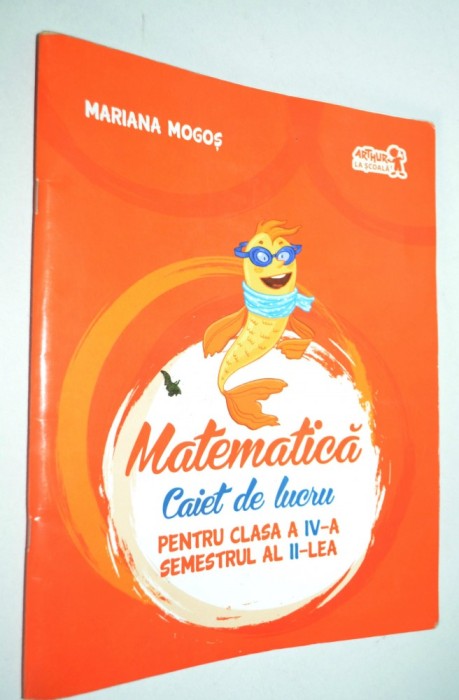 MARIANA MOGOȘ
ARTHUR
LA ȘCOALĂ
Matematică
Caiet de lucru
PENTRU CLASA A IV-A
SEMESTRUL AL II-LEA